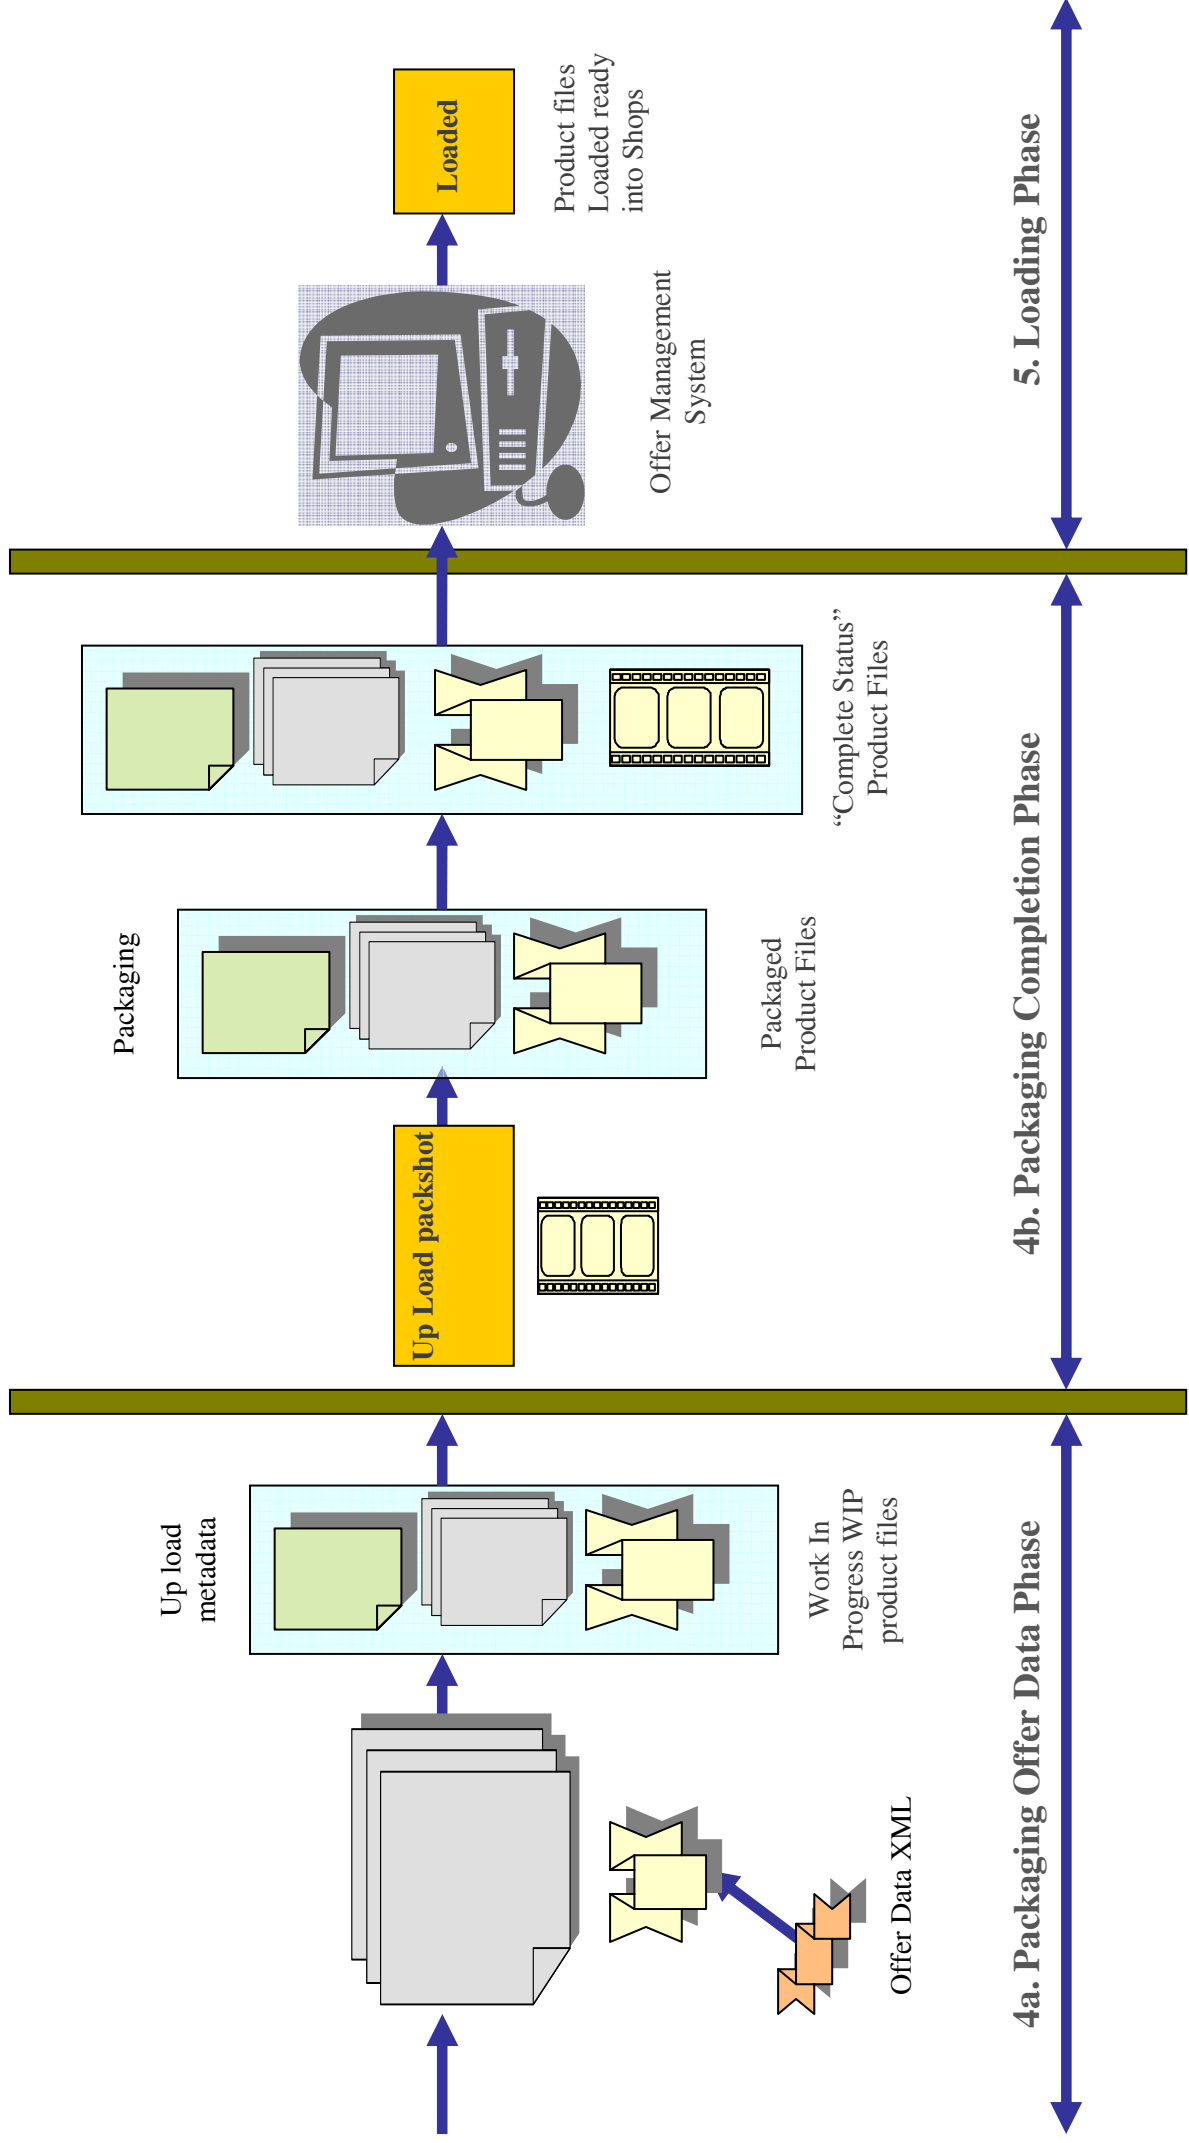 Up load
metadata
Work In
Progress WIP
product files
Offer Data XML
4a. Packaging Offer Data Phase
Up Load packshot
Packaging
Packaged
Product Files
“Complete Status”
Product Files
4b. Packaging Completion Phase
Offer Management
System
Loaded
Product files
Loaded ready
into Shops
5. Loading Phase